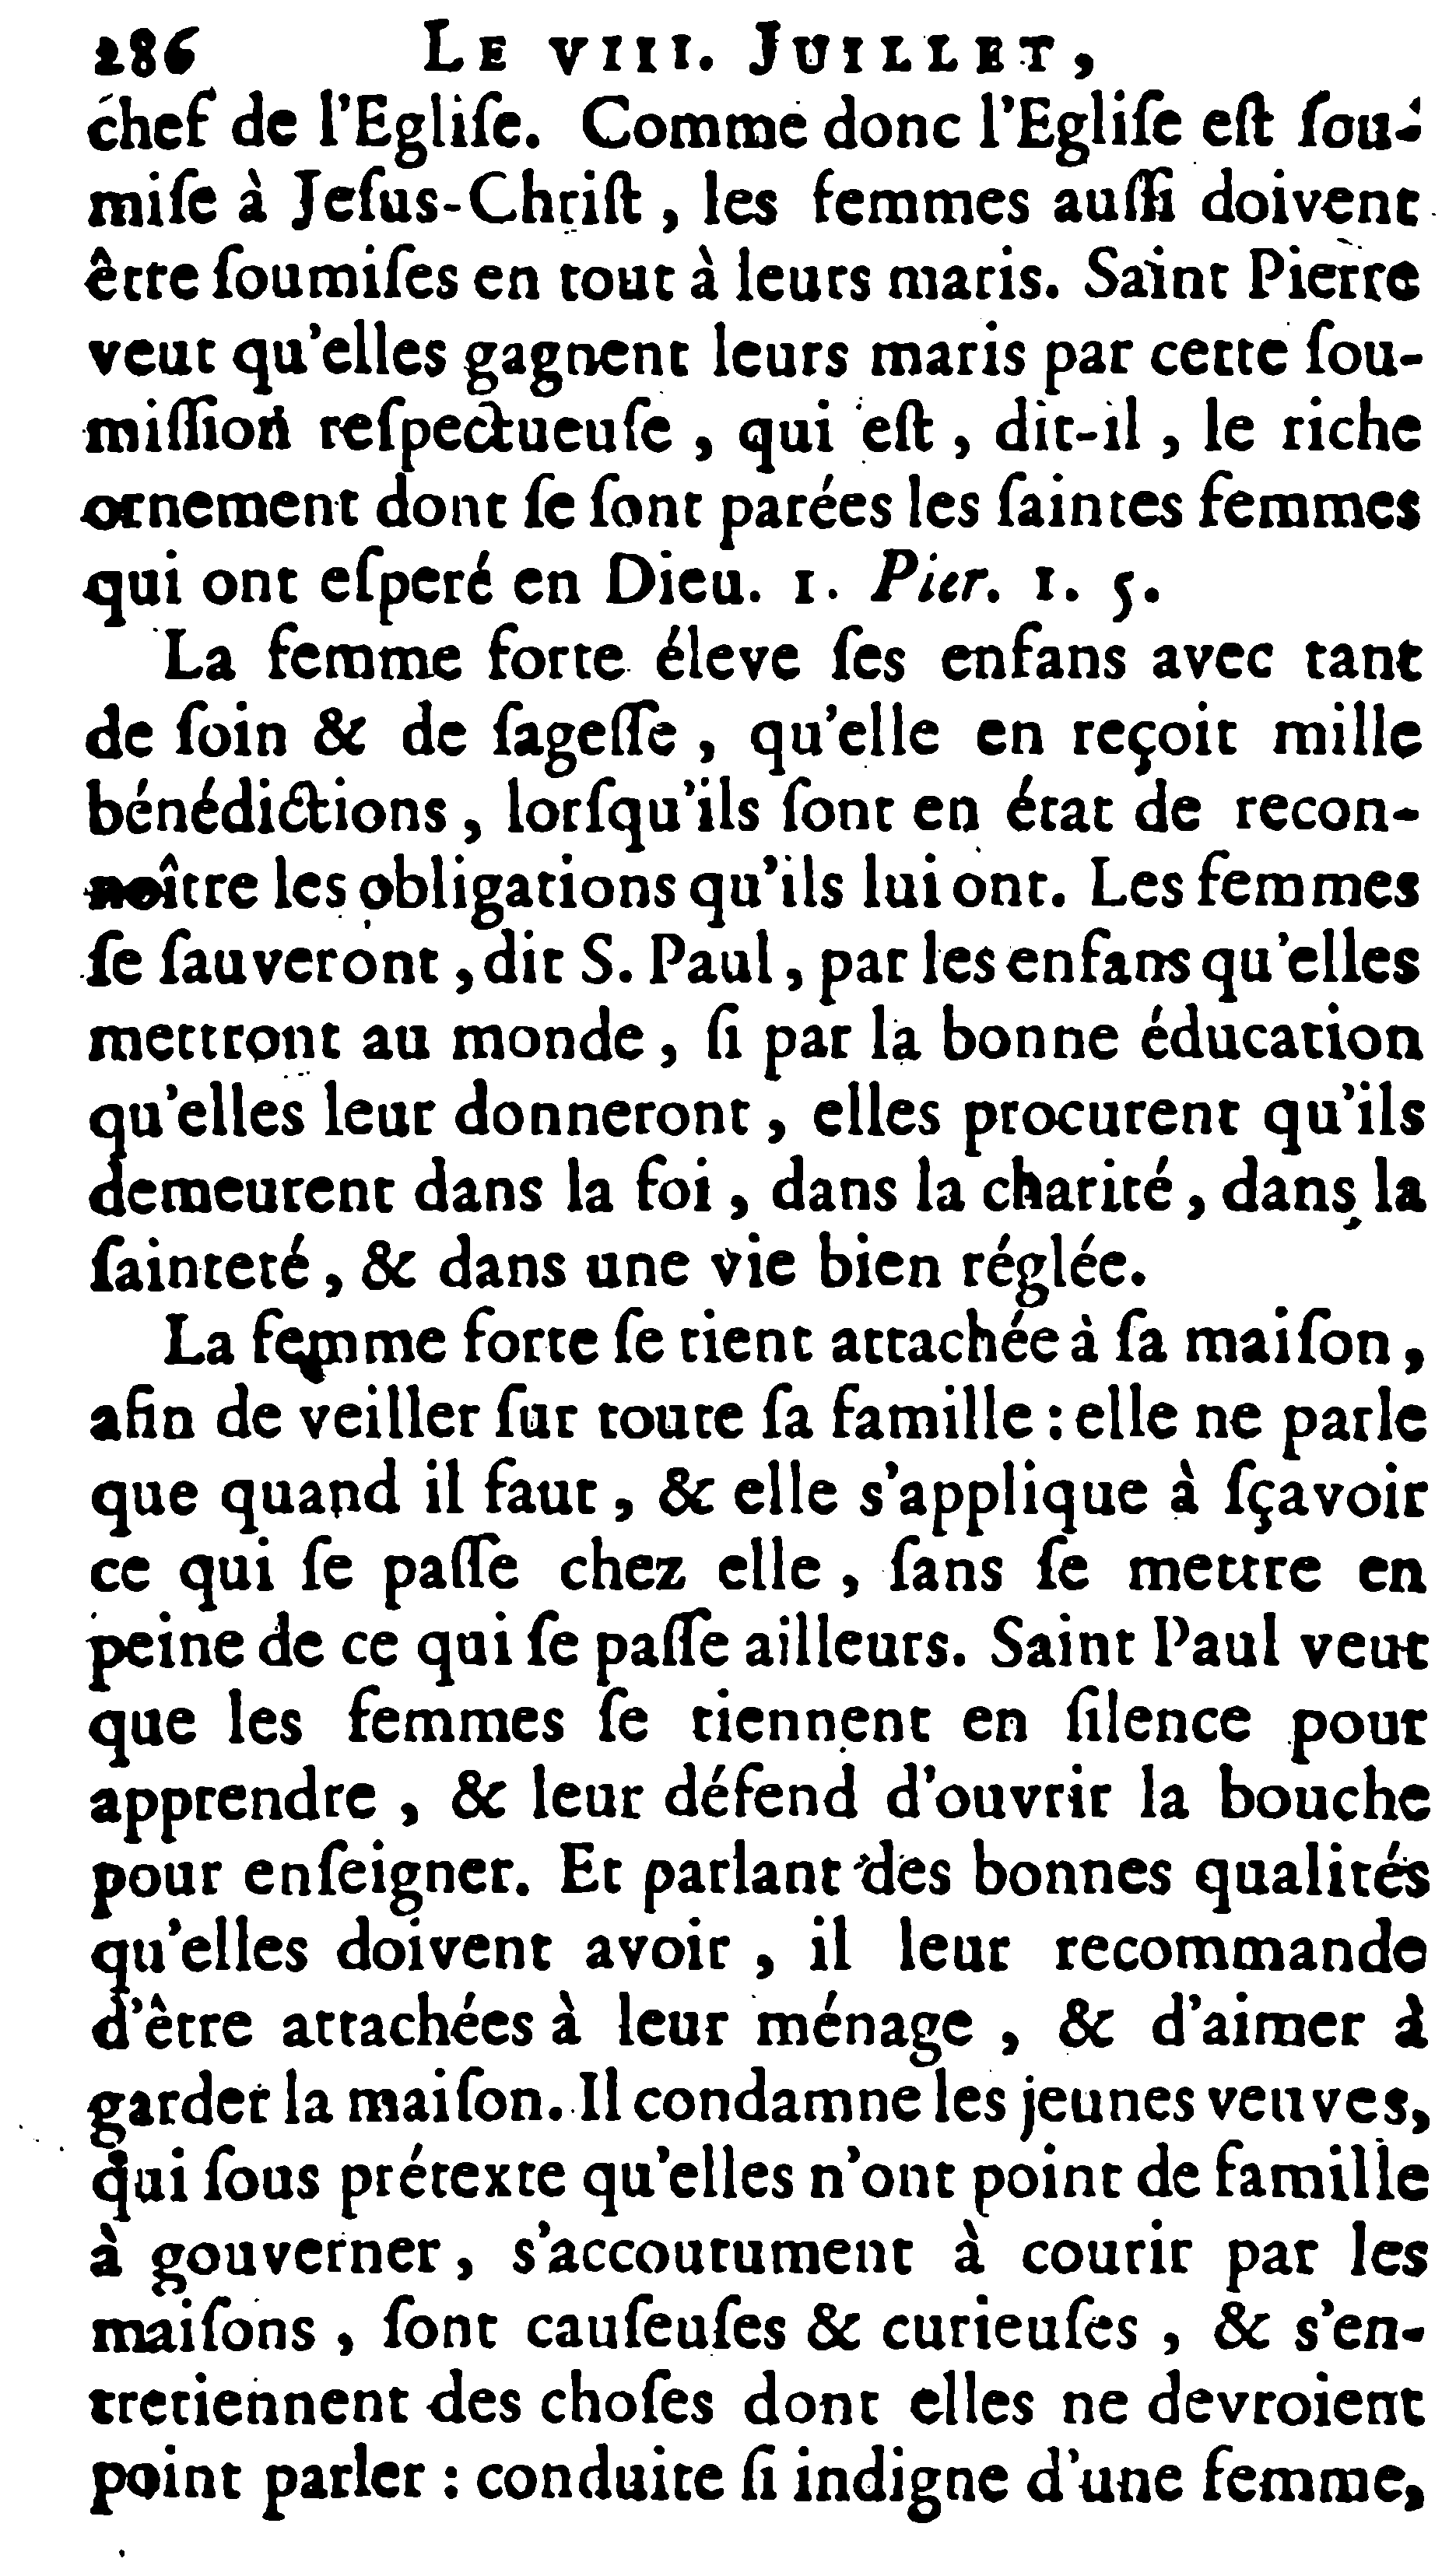 286 LE VIII. JUILLET,
chef de l'Egliſe. Comme donc l'Egliſe eſt ſou-
miſe à Jeſus-Chriſt, les femmes auſſi doivent
être ſoumiſes en tout à leurs maris. Saint Pierre
veut qu'elles gagnent leurs maris par cette ſou-
miſſion reſpectueuſe, qui eſt, dit-il, le riche
ornement dont ſe ſont parées les ſaintes femmes
qui ont eſperé en Dieu. 1. Pier. 1. 5.
La femme forte éleve ſes enfans avec tant
de ſoin & de ſageſſe, qu'elle en reçoit mille
bénédictions, lorſqu'ils ſont en état de recon-
noître les obligations qu'ils lui ont. Les femmes
ſe ſauveront, dit S. Paul, par les enfans qu'elles
mettront au monde, ſi par la bonne éducation
qu'elles leur donneront, elles procurent qu'ils
demeurent dans la foi, dans la charité, dans la
ſainteté, & dans une vie bien réglée.
La femme forte ſe tient attachée à ſa maiſon,
afin de veiller ſur toute ſa famille : elle ne parle
que quand il faut, & elle s'applique à ſçavoir
ce qui ſe paſſe chez elle, ſans ſe mettre en
peine de ce qui ſe paſſe ailleurs. Saint Paul veut
que les femmes ſe tiennent en ſilence pour
apprendre, & leur défend d'ouvrir la bouche
pour enſeigner. Et parlant des bonnes qualités
qu'elles doivent avoir, il leur recommande
d'être attachées à leur ménage, & d'aimer à
garder la maiſon. Il condamne les jeunes veuves,
qui ſous prétexte qu'elles n'ont point de famille
à gouverner, s'accoutument à courir par les
maiſons, ſont cauſeuſes & curieuſes, & s'en-
tretiennent des choſes dont elles ne devroient
point parler : conduite ſi indigne d'une femme,